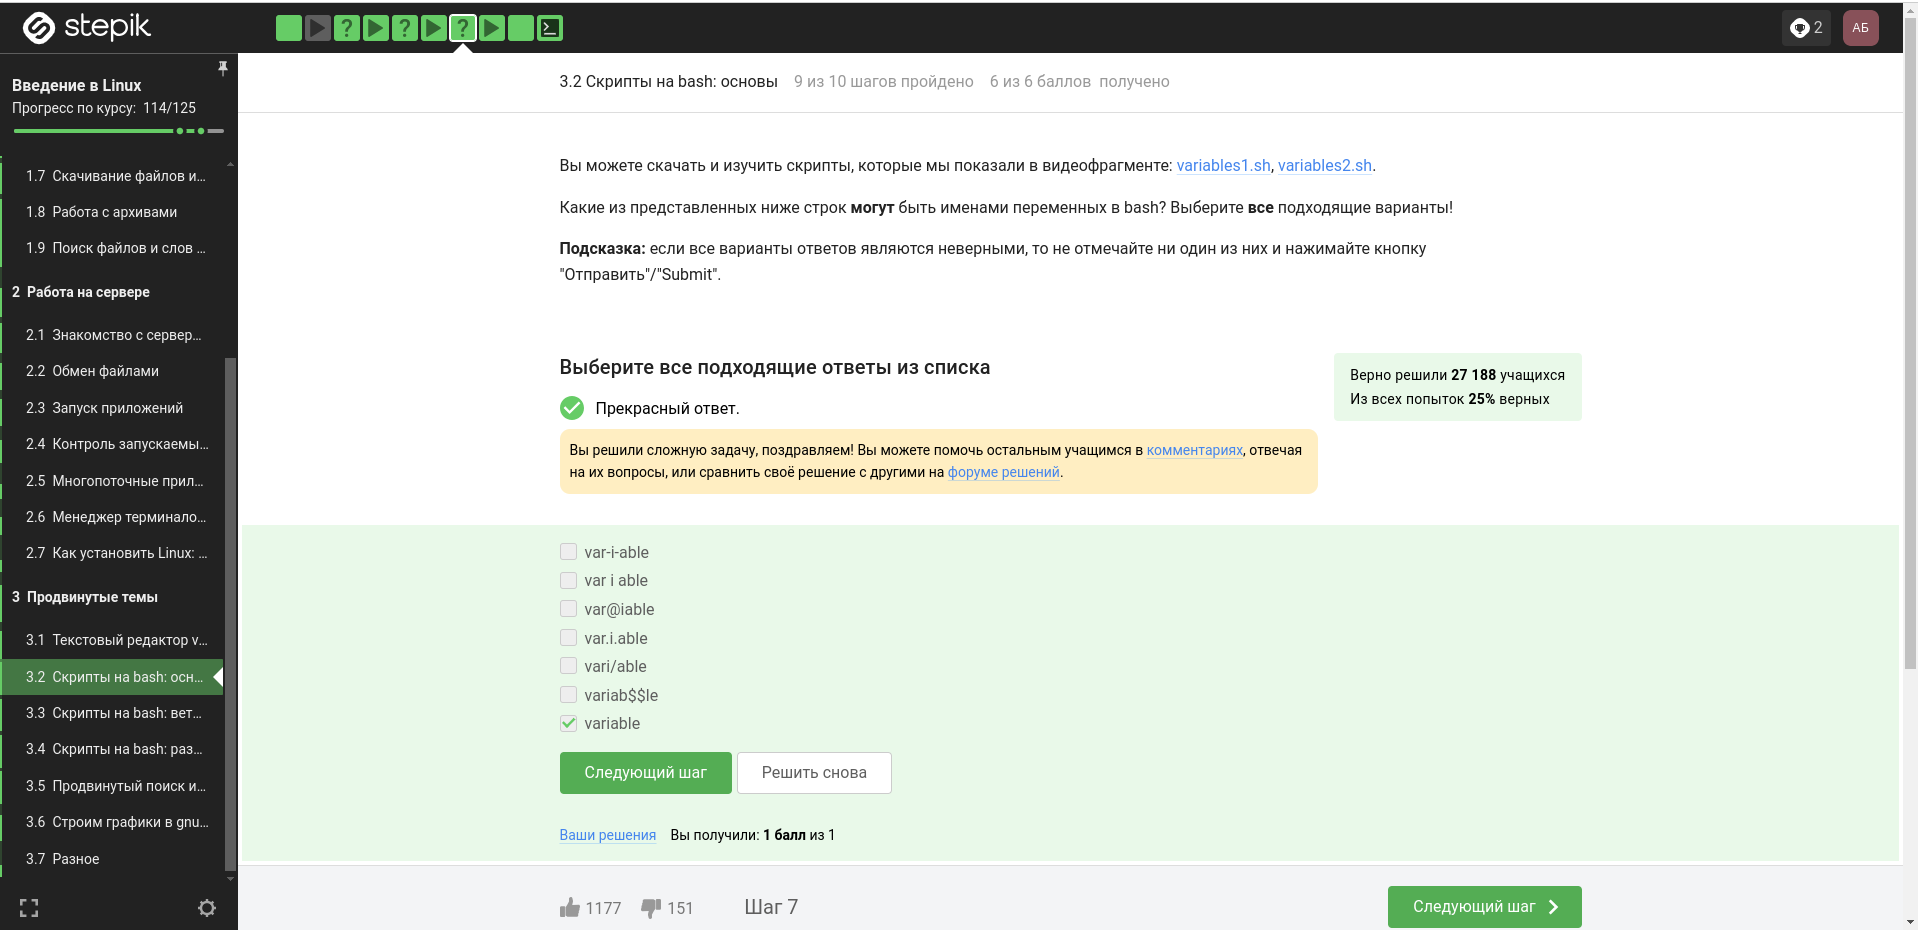 stepik
2
АБ
Введение в Linux
Прогресс по курсу: 114/125
1.7 Скачивание файлов и...
1.8 Работа с архивами
1.9 Поиск файлов и слов ...
2 Работа на сервере
2.1 Знакомство с сервер...
2.2 Обмен файлами
2.3 Запуск приложений
2.4 Контроль запускаемы...
2.5 Многопоточные прил...
2.6 Менеджер терминало...
2.7 Как установить Linux: ...
3 Продвинутые темы
3.1 Текстовый редактор v...
3.2 Скрипты на bash: осн...
3.3 Скрипты на bash: вет...
3.4 Скрипты на bash: раз...
3.5 Продвинутый поиск и...
3.6 Строим графики в gnu...
3.7 Разное
3.2 Скрипты на bash: основы 9 из 10 шагов пройдено 6 из 6 баллов получено
Вы можете скачать и изучить скрипты, которые мы показали в видеофрагменте: variables1.sh, variables2.sh.
Какие из представленных ниже строк могут быть именами переменных в bash? Выберите все подходящие варианты!
Подсказка: если все варианты ответов являются неверными, то не отмечайте ни один из них и нажимайте кнопку
"Отправить"/"Submit".
Выберите все подходящие ответы из списка
Верно решили 27 188 учащихся
Из всех попыток 25% верных
Прекрасный ответ.
Вы решили сложную задачу, поздравляем! Вы можете помочь остальным учащимся в комментариях, отвечая
на их вопросы, или сравнить своё решение с другими на форуме решений.
var-i-able
var i able
var@iable
var.i.able
vari/able
variab$$le
variable
Следующий шаг Решить снова
Ваши решения Вы получили: 1 балл из 1
1177 151 Шаг 7 Следующий шаг